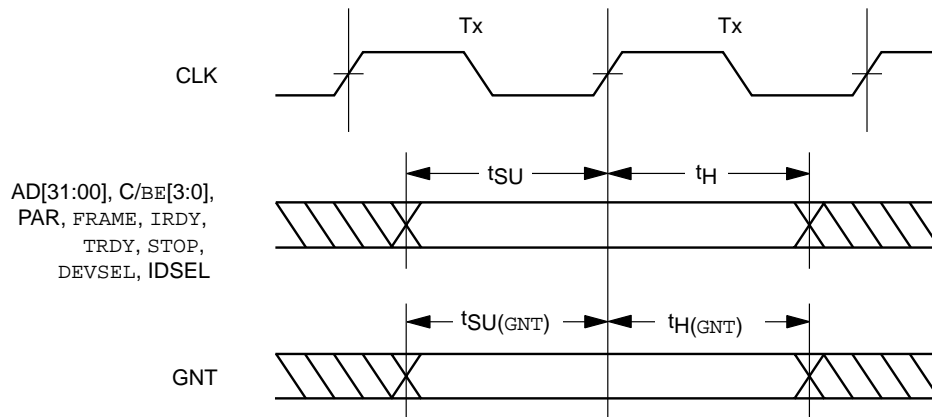 Tx Tx
CLK
tSU tH
AD[31:00], C/BE[3:0],
PAR, FRAME, IRDY,
TRDY, STOP,
DEVSEL, IDSEL
tSU(GNT) tH(GNT)
GNT